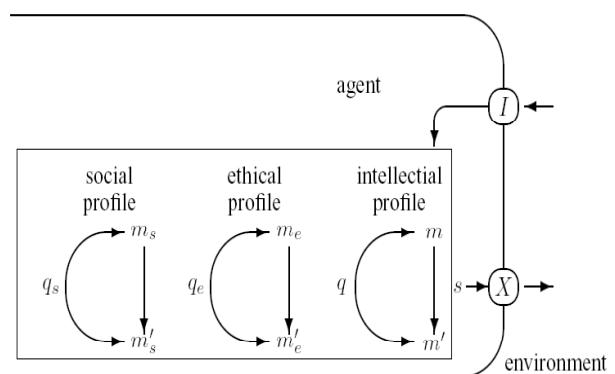 agent
I
social ethical intellectial
profile profile profile
m_s m_e m
q_s q_e q s X
m'_s m'_e m'
environment